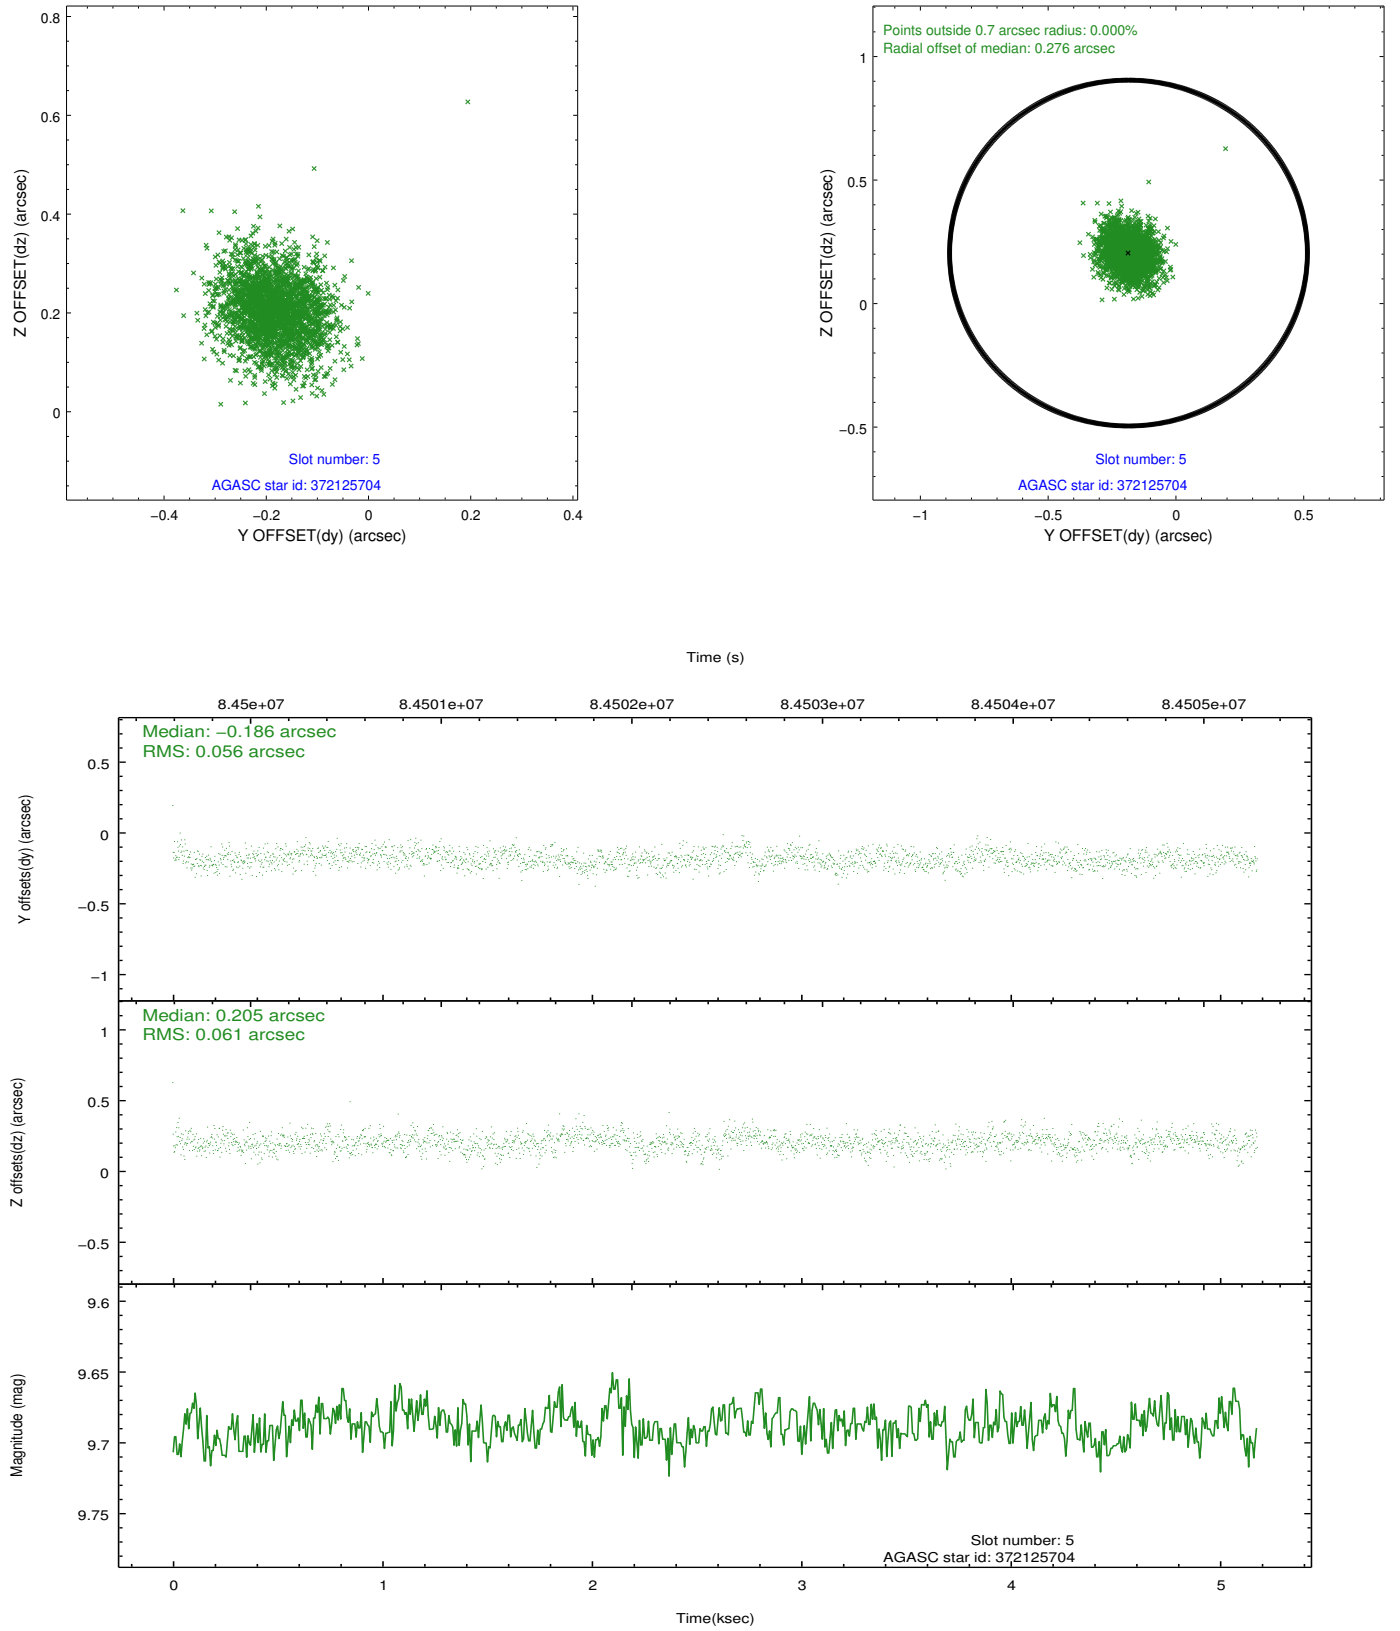 0.8
0.6
0.4
0.2
0
−0.4
−0.2
0
0.2
0.4
Z OFFSET(dz) (arcsec)
Y OFFSET(dy) (arcsec)
Slot number: 5
AGASC star id: 372125704
Points outside 0.7 arcsec radius: 0.000%
Radial offset of median: 0.276 arcsec
1
0.5
0
−0.5
−1
−0.5
0
0.5
Z OFFSET(dz) (arcsec)
Y OFFSET(dy) (arcsec)
Slot number: 5
AGASC star id: 372125704
Time (s)
8.45e+07
8.4501e+07
8.4502e+07
8.4503e+07
8.4504e+07
8.4505e+07
Median: −0.186 arcsec
RMS: 0.056 arcsec
0.5
0
−0.5
−1
Y offsets(dy) (arcsec)
Median: 0.205 arcsec
RMS: 0.061 arcsec
1
0.5
0
−0.5
Z offsets(dz) (arcsec)
9.6
9.65
9.7
9.75
Magnitude (mag)
Slot number: 5
AGASC star id: 372125704
0
1
2
3
4
5
Time(ksec)